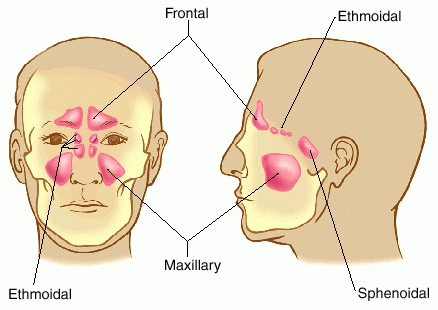 Frontal
Ethmoidal
Maxillary
Ethmoidal
Sphenoidal